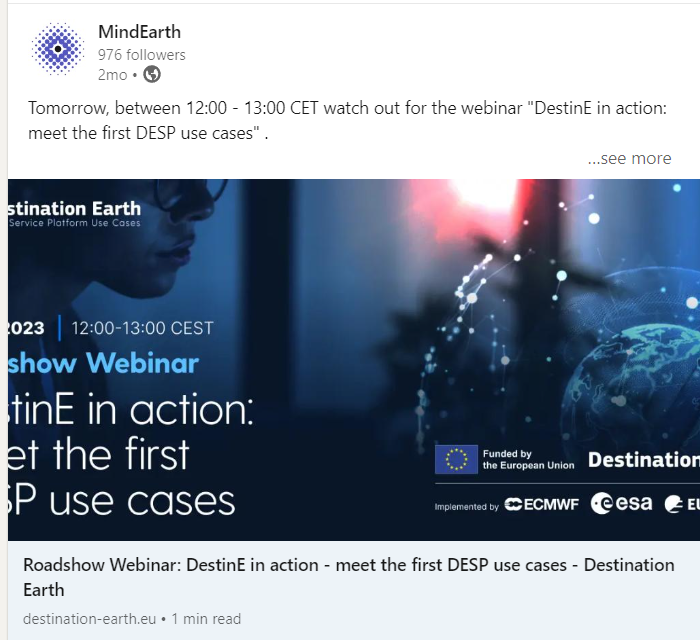 MindEarth
976 followers
2mo •
Tomorrow, between 12:00 - 13:00 CET watch out for the webinar "DestinE in action:
meet the first DESP use cases" .
...see more
stination Earth
Service Platform Use Cases
2023 | 12:00-13:00 CEST
show Webinar
stinE in action:
et the first
SP use cases
Funded by
the European Union
Destination
Implemented by ECMWF esa EU
Roadshow Webinar: DestinE in action - meet the first DESP use cases - Destination
Earth
destination-earth.eu • 1 min read